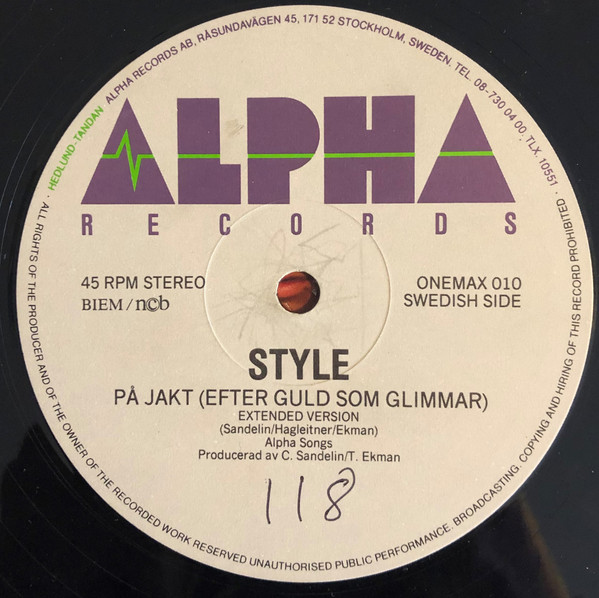 HEDLUND·TANDAN ALPHA RECORDS AB, RÅSUNDAVÄGEN 45, 171 52 STOCKHOLM, SWEDEN. TEL. 08-730 04 00. TLX. 10551
ALPHA
RECORDS
45 RPM STEREO
BIEM/ncb
ONEMAX 010
SWEDISH SIDE
STYLE
PÅ JAKT (EFTER GULD SOM GLIMMAR)
EXTENDED VERSION
(Sandelin/Hagleitner/Ekman)
Alpha Songs
Producerad av C. Sandelin/T. Ekman
118
· ALL RIGHTS OF THE PRODUCER AND OF THE OWNER OF THE RECORDED WORK RESERVED UNAUTHORISED PUBLIC PERFORMANCE. BROADCASTING. COPYING AND HIRING OF THIS RECORD PROHIBITED ·